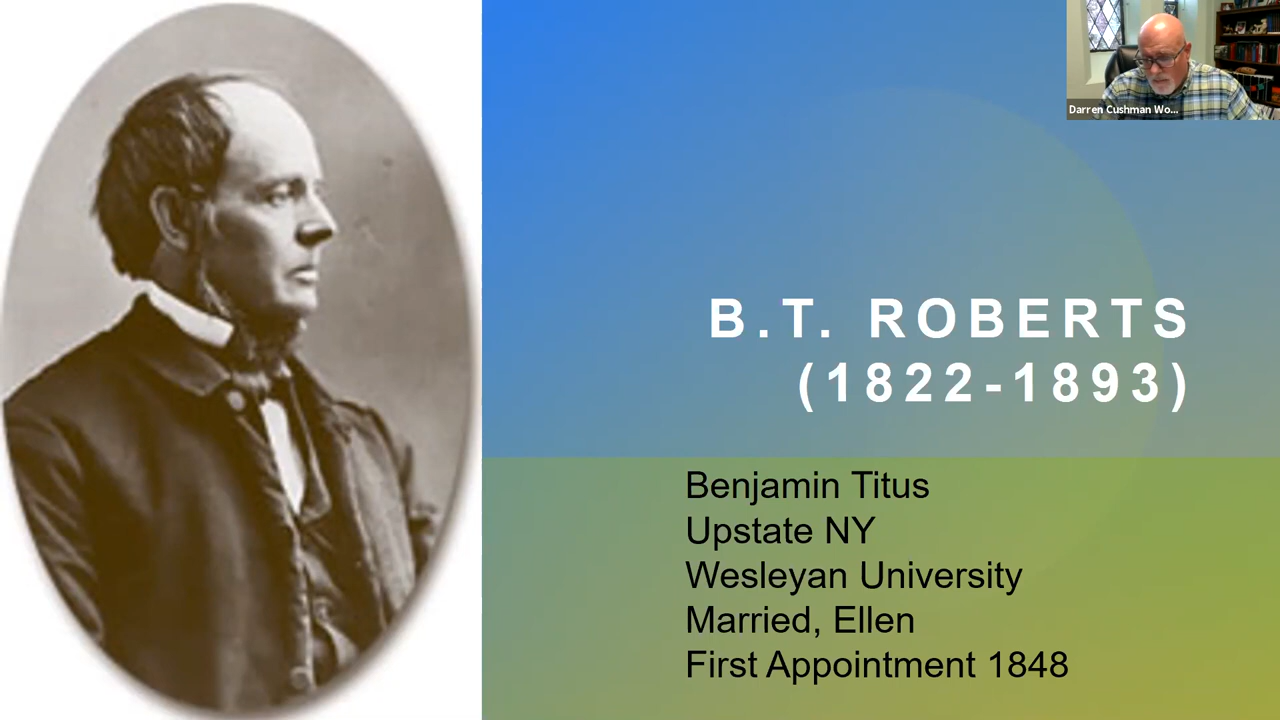 Darren Cushman Wo...
B.T. ROBERTS
(1822-1893)
Benjamin Titus
Upstate NY
Wesleyan University
Married, Ellen
First Appointment 1848